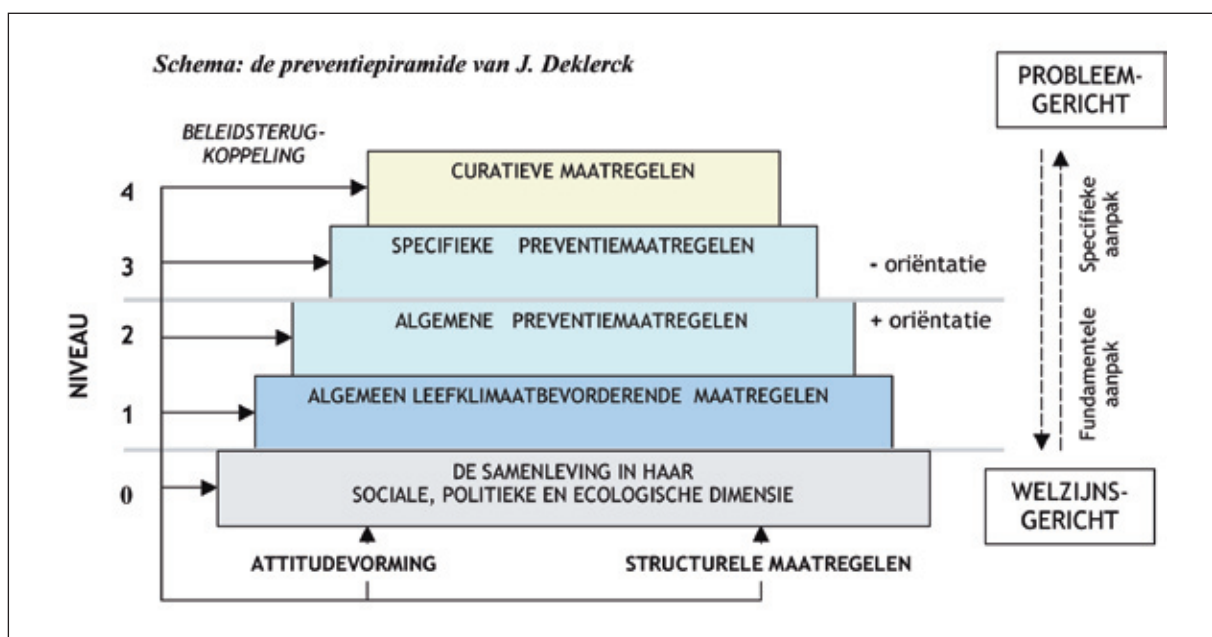 Schema: de preventiepiramide van J. Deklerck
PROBLEEM-
GERICHT
BELEIDSTERUG-
KOPPELING
4
CURATIEVE MAATREGELEN
3
SPECIFIEKE PREVENTIEMAATREGELEN
- oriëntatie
2
ALGEMENE PREVENTIEMAATREGELEN
+ oriëntatie
1
ALGEMEEN LEEFKLIMAATBEVORDERENDE MAATREGELEN
0
DE SAMENLEVING IN HAAR
SOCIALE, POLITIEKE EN ECOLOGISCHE DIMENSIE
NIVEAU
Specifieke
aanpak
Fundamentele
aanpak
WELZIJNS-
GERICHT
ATTITUDEVORMING
STRUCTURELE MAATREGELEN